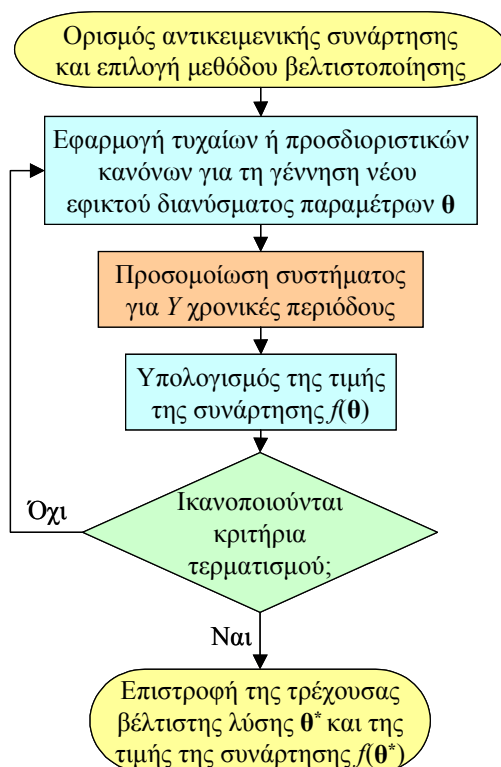 Ορισμός αντικειμενικής συνάρτησης
και επιλογή μεθόδου βελτιστοποίησης
Εφαρμογή τυχαίων ή προσδιοριστικών
κανόνων για τη γέννηση νέου
εφικτού διανύσματος παραμέτρων θ
Προσομοίωση συστήματος
για Υ χρονικές περιόδους
Υπολογισμός της τιμής
της συνάρτησης f(θ)
Ικανοποιούνται
κριτήρια
τερματισμού;
Όχι
Ναι
Επιστροφή της τρέχουσας
βέλτιστης λύσης θ* και της
τιμής της συνάρτησης f(θ*)